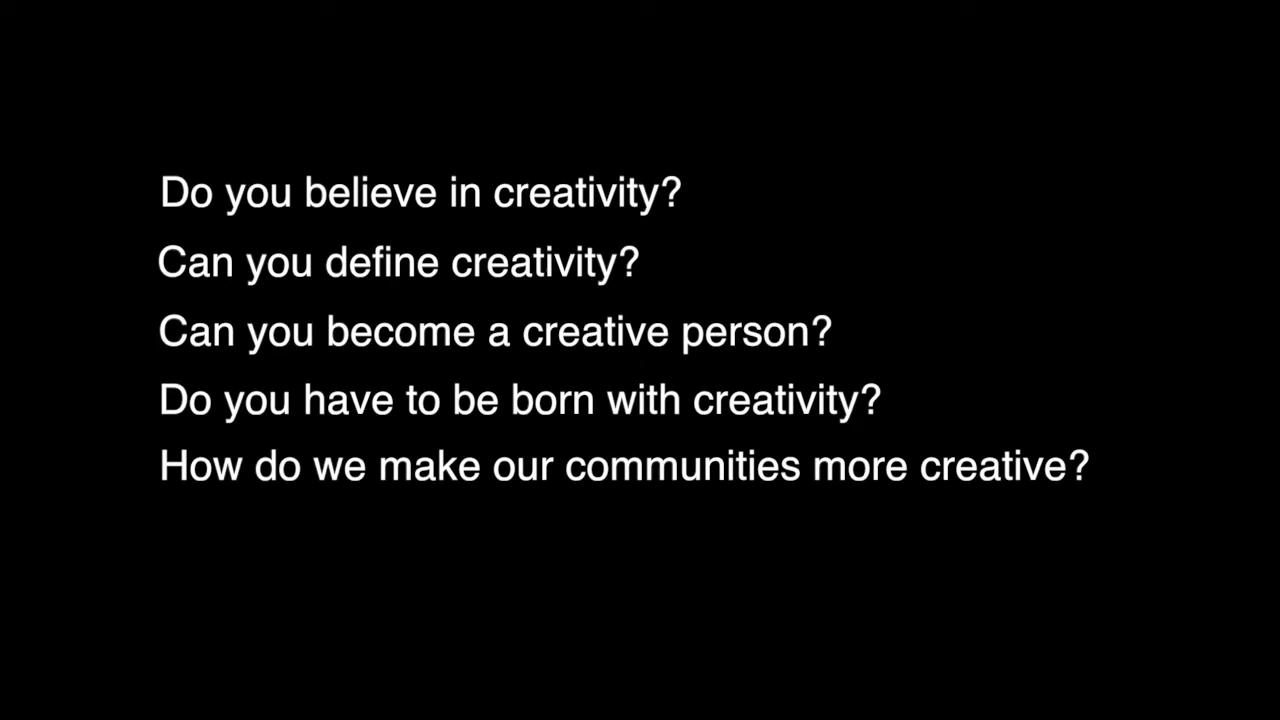 Do you believe in creativity?
Can you define creativity?
Can you become a creative person?
Do you have to be born with creativity?
How do we make our communities more creative?